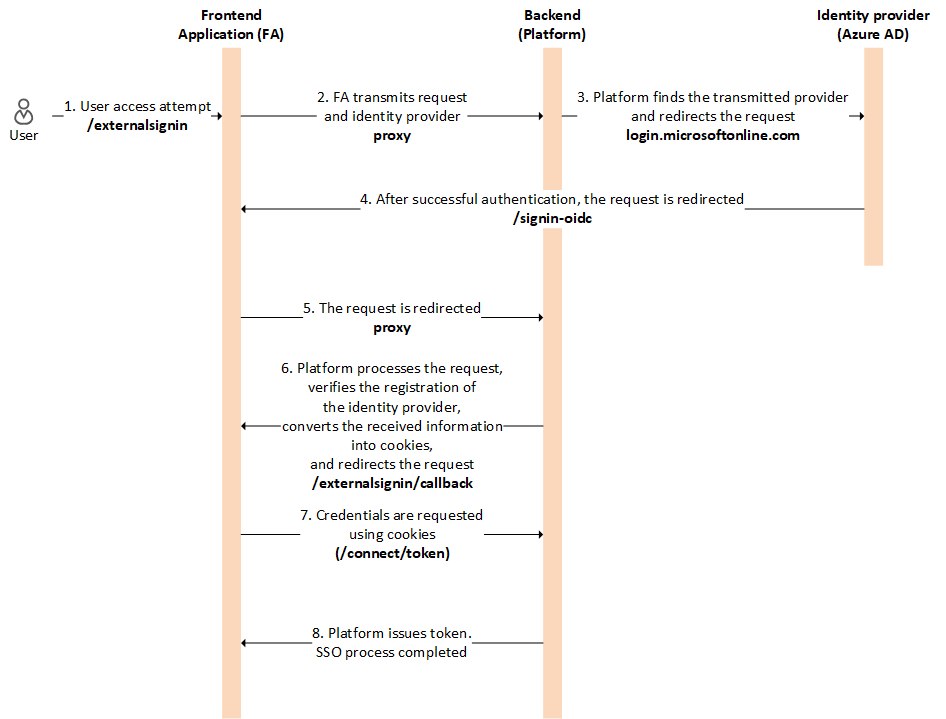 Frontend
Application (FA)
Backend
(Platform)
Identity provider
(Azure AD)
User
1. User access attempt
/externalsignin
2. FA transmits request
and identity provider
proxy
3. Platform finds the transmitted provider
and redirects the request
login.microsoftonline.com
4. After successful authentication, the request is redirected
/signin-oidc
5. The request is redirected
proxy
6. Platform processes the request,
verifies the registration of
the identity provider,
converts the received information
into cookies,
and redirects the request
/externalsignin/callback
7. Credentials are requested
using cookies
(/connect/token)
8. Platform issues token.
SSO process completed